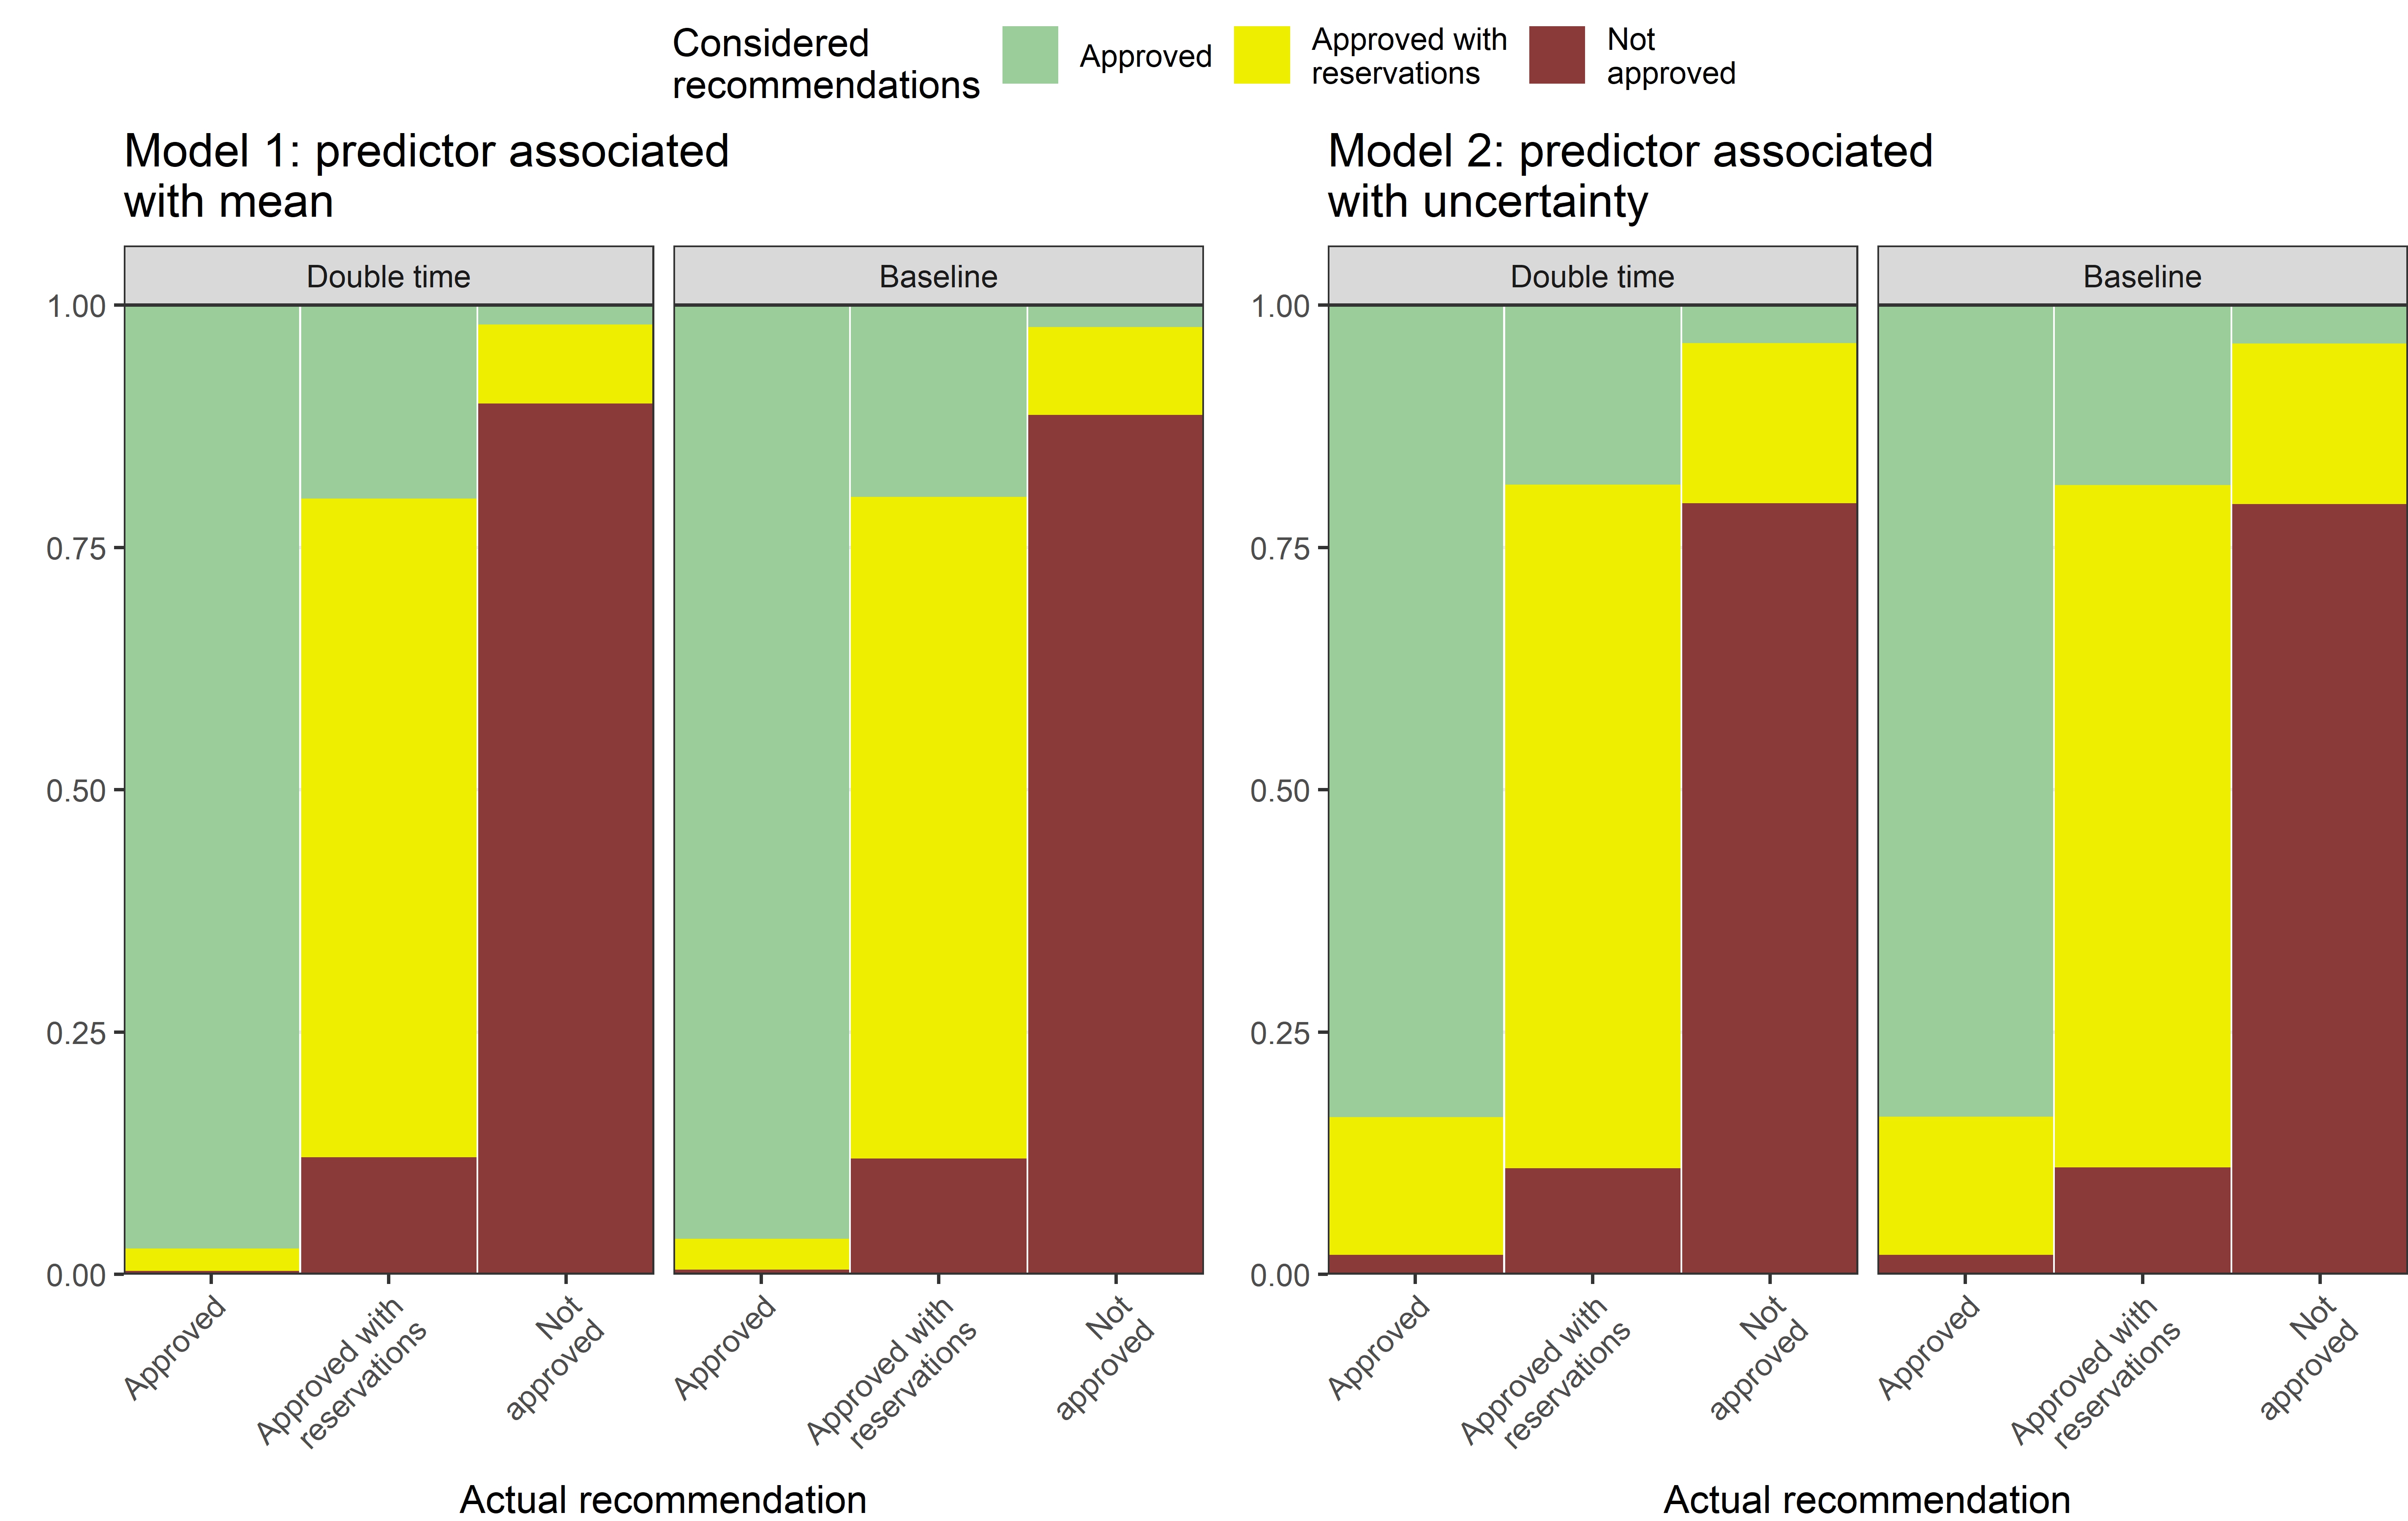 Considered
recommendations
Approved
Approved with
reservations
Not
approved
Model 1: predictor associated
with mean
Double time
Baseline
1.00
0.75
0.50
0.25
0.00
Approved
Approved with
reservations
Not
approved
Approved
Approved with
reservations
Not
approved
Actual recommendation
Model 2: predictor associated
with uncertainty
Double time
Baseline
1.00
0.75
0.50
0.25
0.00
Approved
Approved with
reservations
Not
approved
Approved
Approved with
reservations
Not
approved
Actual recommendation